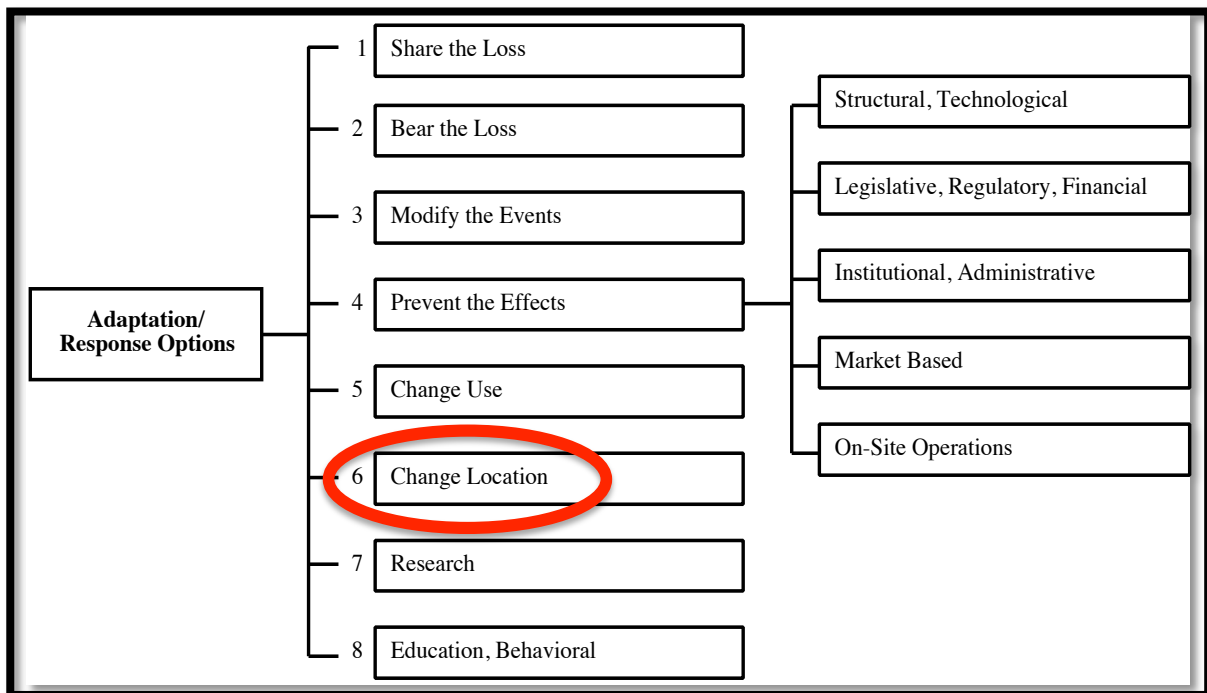 Adaptation/
Response Options
1 Share the Loss
2 Bear the Loss
3 Modify the Events
4 Prevent the Effects
5 Change Use
6 Change Location
7 Research
8 Education, Behavioral
Structural, Technological
Legislative, Regulatory, Financial
Institutional, Administrative
Market Based
On-Site Operations